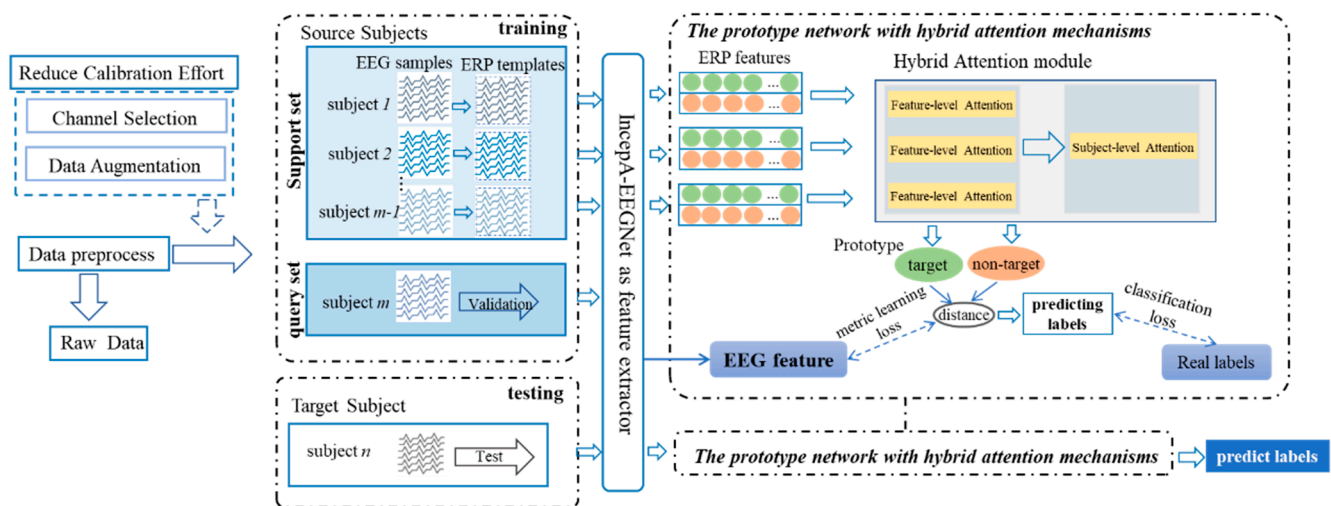 Reduce Calibration Effort
Channel Selection
Data Augmentation
Data preprocess
Raw Data
training
Source Subjects
Support set
EEG samples
ERP templates
subject 1
subject 2
subject m-1
query set
subject m
Validation
testing
Target Subject
subject n
Test
IncepA-EEGNet as feature extractor
The prototype network with hybrid attention mechanisms
ERP features
...
...
...
...
...
...
Hybrid Attention module
Feature-level Attention
Feature-level Attention
Feature-level Attention
Subject-level Attention
Prototype
target
non-target
metric learning
loss
distance
predicting
labels
classification
loss
EEG feature
Real labels
The prototype network with hybrid attention mechanisms
predict labels